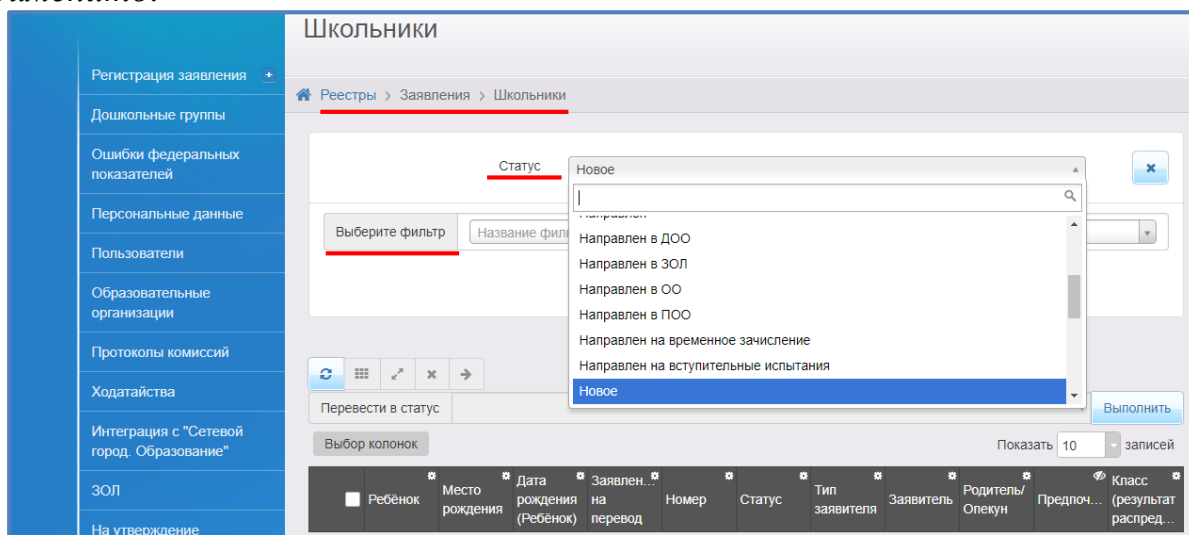 Школьники
Регистрация заявления
Реестры > Заявления > Школьники
Дошкольные группы
Ошибки федеральных
показателей
Персональные данные
Пользователи
Образовательные
организации
Протоколы комиссий
Ходатайства
Интеграция с "Сетевой
город. Образование"
ЗОЛ
На утверждение
Статус
Новое
Выберите фильтр
Название фил
Направлен в ДОО
Направлен в ЗОЛ
Направлен в ОО
Направлен в ПОО
Направлен на временное зачисление
Направлен на вступительные испытания
Новое
Перевести в статус
Выполнить
Выбор колонок
Показать 10 записей
Ребёнок
Место
рождения
Дата
рождения
(Ребёнок)
Заявлен...
на
перевод
Номер
Статус
Тип
заявителя
Заявитель
Родитель/
Опекун
Предпоч...
Класс
(результат
распред...